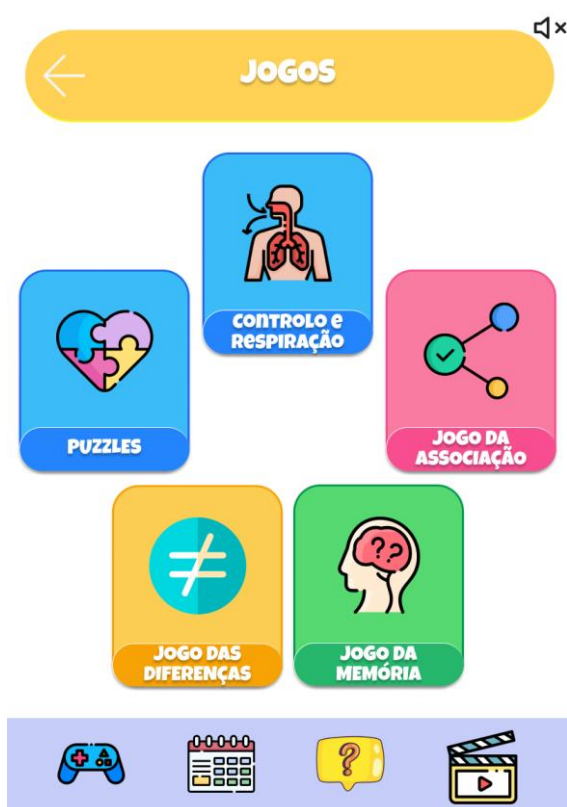 JOGOS
CONTROLO e
RESPIRAÇÃO
PUZZLES
JOGO DA
ASSOCIAÇÃO
JOGO DAS
DIFERENÇAS
JOGO DA
MEMÓRIA